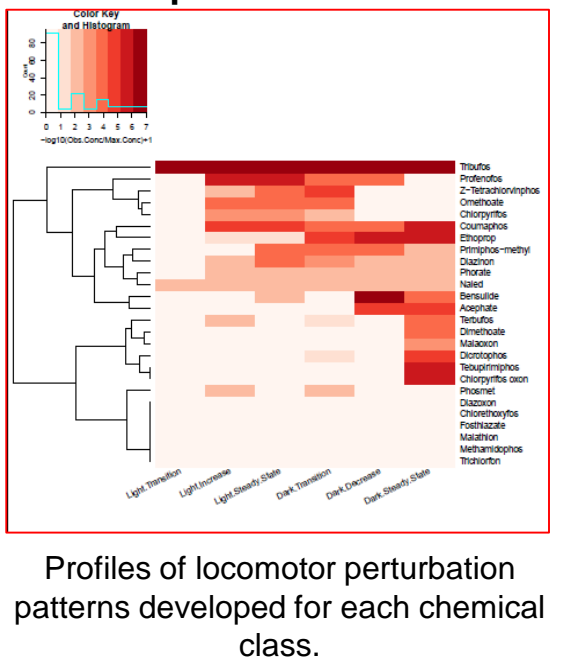 Color Key
and Histogram
Count
0 20 40 60 80
0 1 2 3 4 5 6 7
−log10(Obs.Conc/Max.Conc)+1
Tribufos
Profenofos
Z−Tetrachlorvinphos
Omethoate
Chlorpyrifos
Coumaphos
Ethoprop
Primiphos−methyl
Diazinon
Phorate
Naled
Bensulide
Acephate
Terbufos
Dimethoate
Malaoxon
Dicrotophos
Tebupirimiphos
Chlorpyrifos oxon
Phosmet
Diazoxon
Chlorethoxyfos
Fosthiazate
Malathion
Methamidophos
Trichlorfon
Light.Transition
Light.Increase
Light.Steady.State
Dark.Transition
Dark.Decrease
Dark.Steady.State
Profiles of locomotor perturbation
patterns developed for each chemical
class.